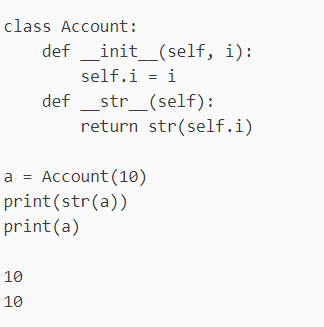 class Account:
    def __init__(self, i):
        self.i = i
    def __str__(self):
        return str(self.i)

a = Account(10)
print(str(a))
print(a)

10
10